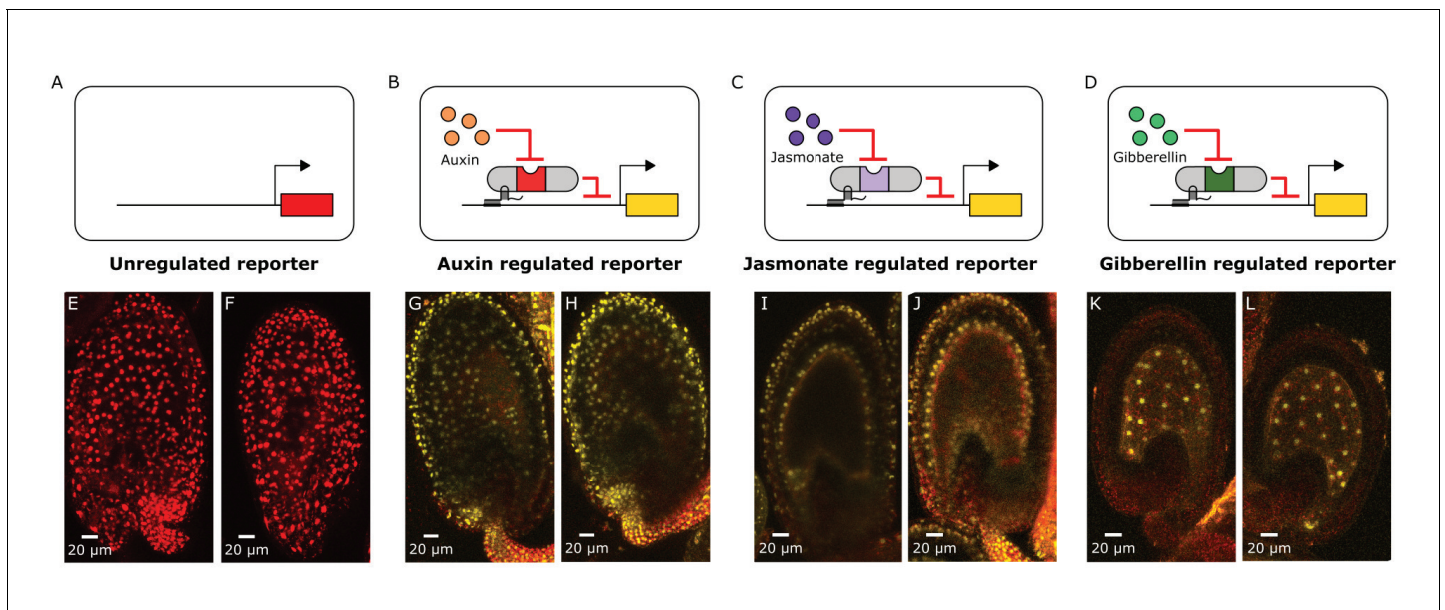 A
B
C
D
Auxin
Jasmonate
Gibberellin
Unregulated reporter
Auxin regulated reporter
Jasmonate regulated reporter
Gibberellin regulated reporter
E
F
G
H
I
J
K
L
20 µm
20 µm
20 µm
20 µm
20 µm
20 µm
20 µm
20 µm